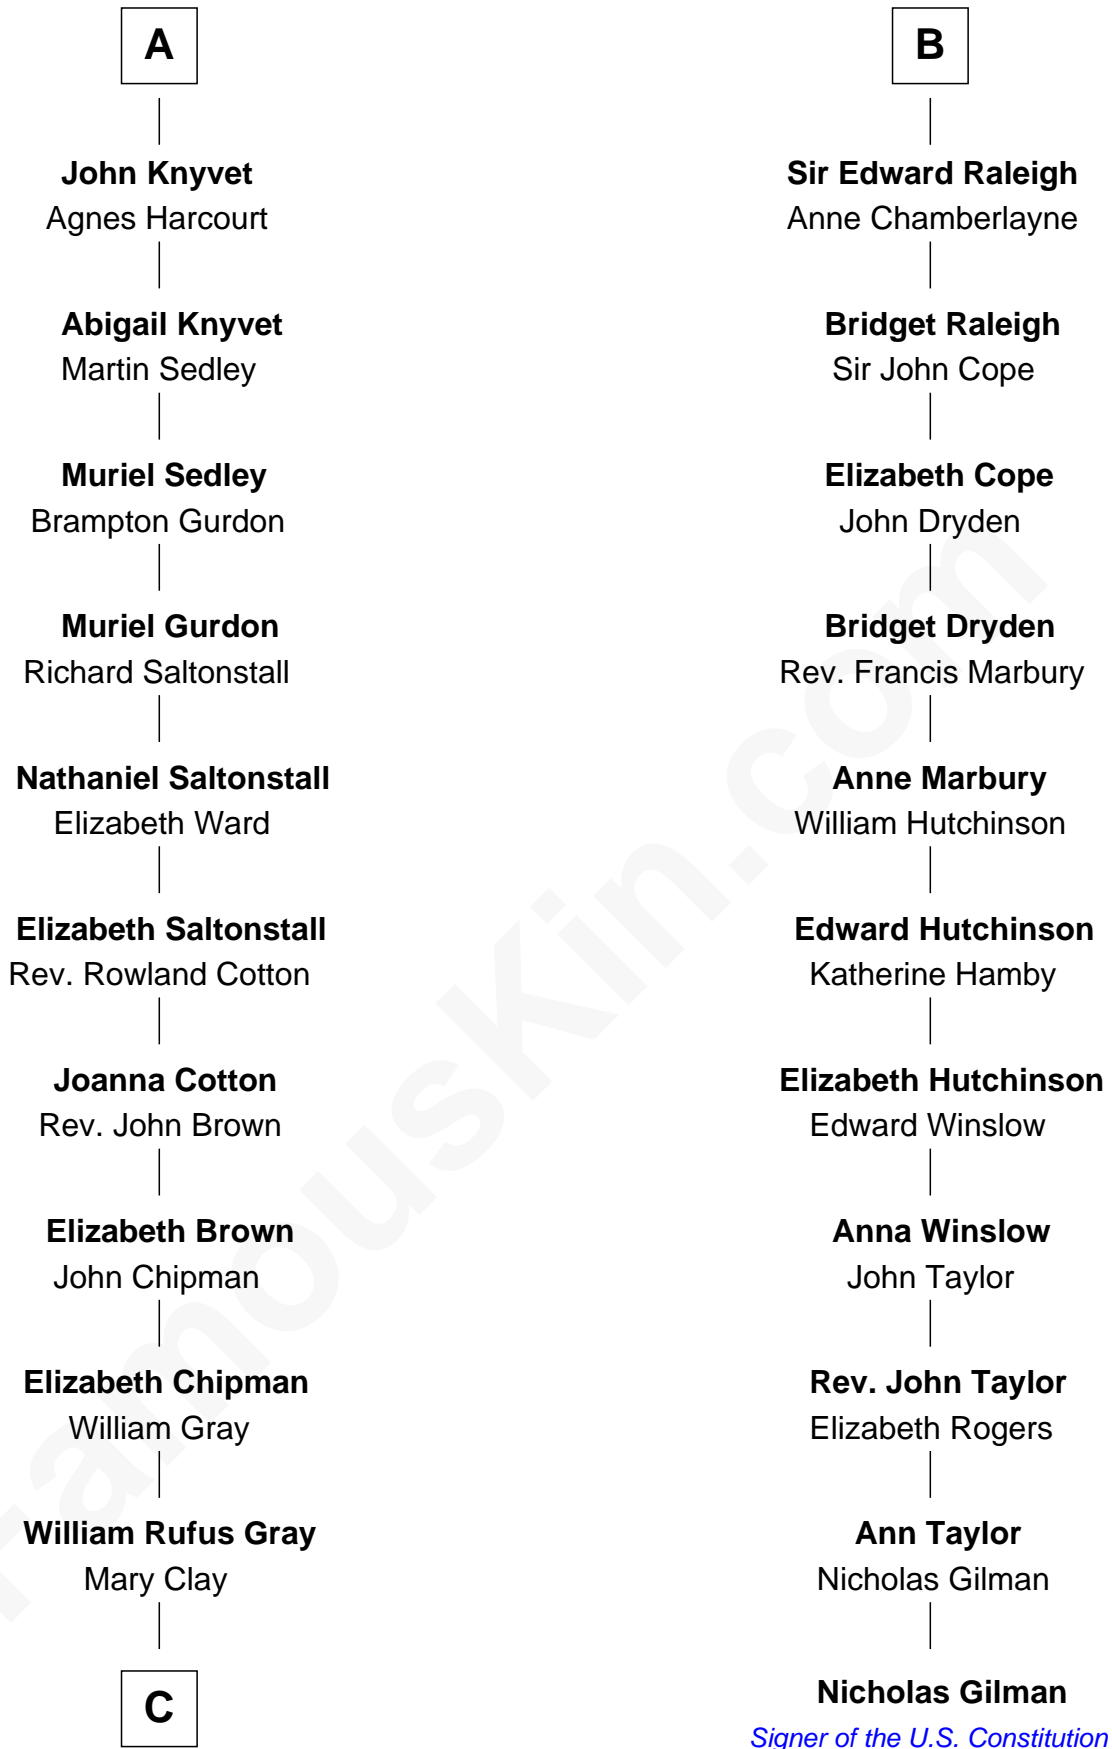 A
John Knyvet
Agnes Harcourt
Abigail Knyvet
Martin Sedley
Muriel Sedley
Brampton Gurdon
Muriel Gurdon
Richard Saltonstall
Nathaniel Saltonstall
Elizabeth Ward
Elizabeth Saltonstall
Rev. Rowland Cotton
Joanna Cotton
Rev. John Brown
Elizabeth Brown
John Chipman
Elizabeth Chipman
William Gray
William Rufus Gray
Mary Clay
C
B
Sir Edward Raleigh
Anne Chamberlayne
Bridget Raleigh
Sir John Cope
Elizabeth Cope
John Dryden
Bridget Dryden
Rev. Francis Marbury
Anne Marbury
William Hutchinson
Edward Hutchinson
Katherine Hamby
Elizabeth Hutchinson
Edward Winslow
Anna Winslow
John Taylor
Rev. John Taylor
Elizabeth Rogers
Ann Taylor
Nicholas Gilman
Nicholas Gilman
Signer of the U.S. Constitution
FamousKin.com